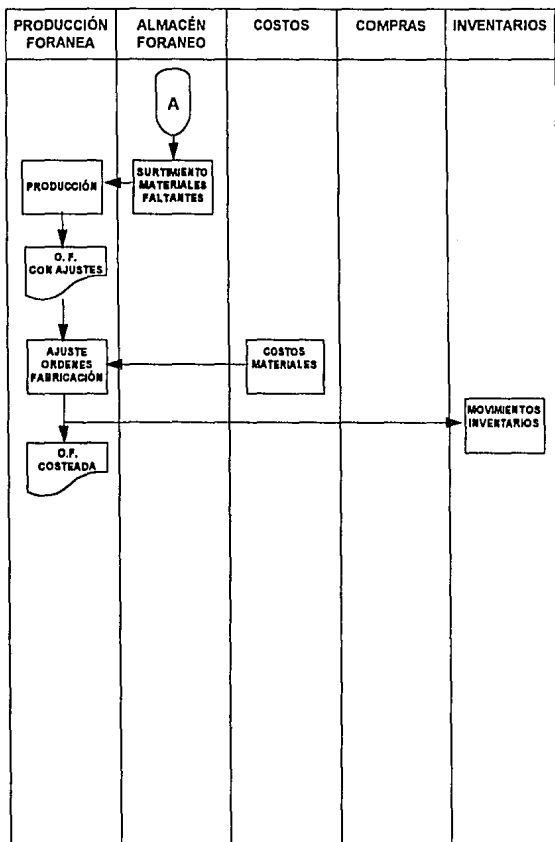 PRODUCCIÓN
FORANEA
ALMACÉN
FORANEO
COSTOS
COMPRAS
INVENTARIOS
A
SURTIMIENTO
MATERIALES
FALTANTES
PRODUCCIÓN
O. F.
CON AJUSTES
AJUSTE
ORDENES
FABRICACIÓN
COSTOS
MATERIALES
MOVIMIENTOS
INVENTARIOS
O.F.
COSTEADA